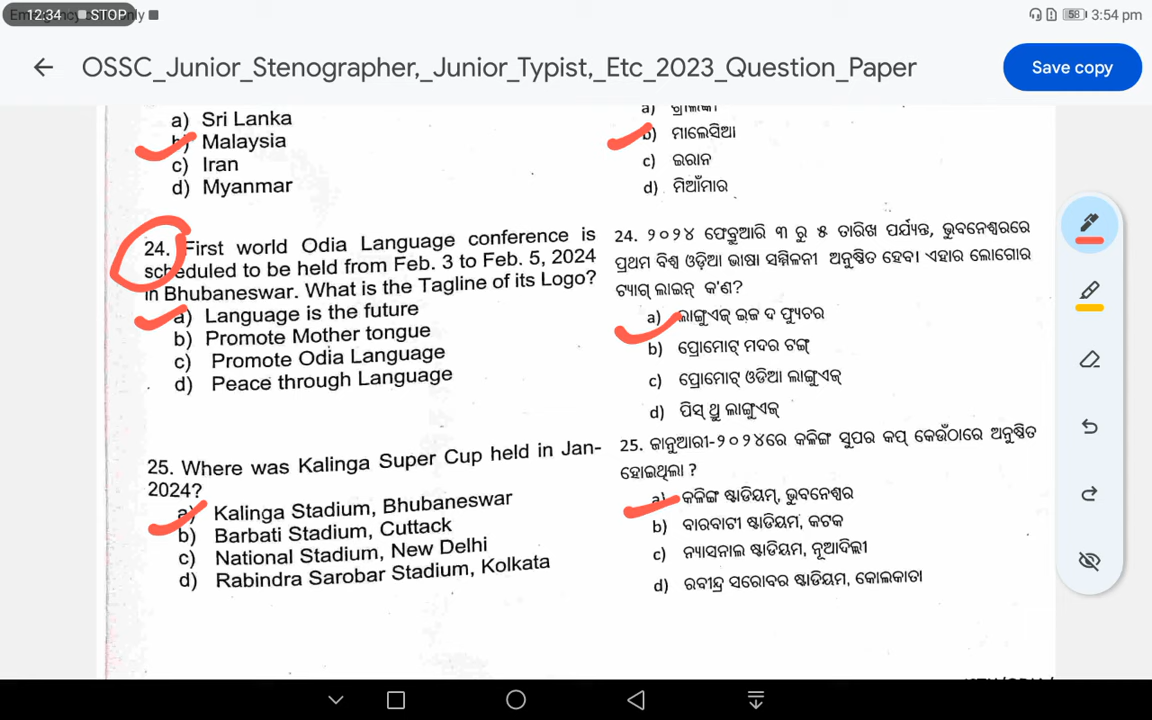 12:34 STOP
3:54 pm
58
OSSC_Junior_Stenographer,_Junior_Typist,_Etc_2023_Question_Paper
Save copy
a) Sri Lanka
b) Malaysia
c) Iran
d) Myanmar
24. First world Odia Language conference is
scheduled to be held from Feb. 3 to Feb. 5, 2024
in Bhubaneswar. What is the Tagline of its Logo?
a) Language is the future
b) Promote Mother tongue
c) Promote Odia Language
d) Peace through Language
25. Where was Kalinga Super Cup held in Jan-
2024?
a) Kalinga Stadium, Bhubaneswar
b) Barbati Stadium, Cuttack
c) National Stadium, New Delhi
d) Rabindra Sarobar Stadium, Kolkata
a)
b) ମାଲେସିଆ
c) ଇରାନ
d) ମିଆଁମାର
24. ୨୦୨୪ ଫେବୃଆରି ୩ ରୁ ୫ ତାରିଖ ପର୍ଯ୍ୟନ୍ତ, ଭୁବନେଶ୍ୱରରେ
ପ୍ରଥମ ବିଶ୍ୱ ଓଡ଼ିଆ ଭାଷା ସମ୍ମିଳନୀ ଅନୁଷ୍ଠିତ ହେବ। ଏହାର ଲୋଗୋର
ଟ୍ୟାଗ୍ ଲାଇନ୍ କ'ଣ?
a) ଲାଙ୍ଗୁଏଜ୍ ଇଜ ଦ ଫ୍ୟୁଚର
b) ପ୍ରୋମୋଟ୍ ମଦର ଟଙ୍ଗ୍
c) ପ୍ରୋମୋଟ୍ ଓଡିଆ ଲାଙ୍ଗୁଏଜ୍
d) ପିସ୍ ଥ୍ରୁ ଲାଙ୍ଗୁଏଜ୍
25. ଜାନୁଆରୀ-୨୦୨୪ରେ କଳିଙ୍ଗ ସୁପର କପ୍ କେଉଁଠାରେ ଅନୁଷ୍ଠିତ
ହୋଇଥିଲା ?
a) କଳିଙ୍ଗ ଷ୍ଟାଡିୟମ୍, ଭୁବନେଶ୍ୱର
b) ବାରବାଟୀ ଷ୍ଟାଡିୟମ, କଟକ
c) ନ୍ୟାସନାଲ ଷ୍ଟାଡିୟମ, ନୂଆଦିଲ୍ଲୀ
d) ରବୀନ୍ଦ୍ର ସରୋବର ଷ୍ଟାଡିୟମ, କୋଲକାତା